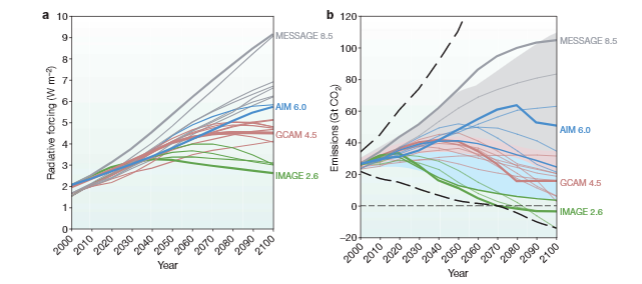 a
Radiative forcing (W m⁻²)
10
9
8
7
6
5
4
3
2
1
0
MESSAGE 8.5
AIM 6.0
GCAM 4.5
IMAGE 2.6
2000 2010 2020 2030 2040 2050 2060 2070 2080 2090 2100
Year
b
Emissions (Gt CO₂)
120
100
80
60
40
20
0
–20
MESSAGE 8.5
AIM 6.0
GCAM 4.5
IMAGE 2.6
2000 2010 2020 2030 2040 2050 2060 2070 2080 2090 2100
Year